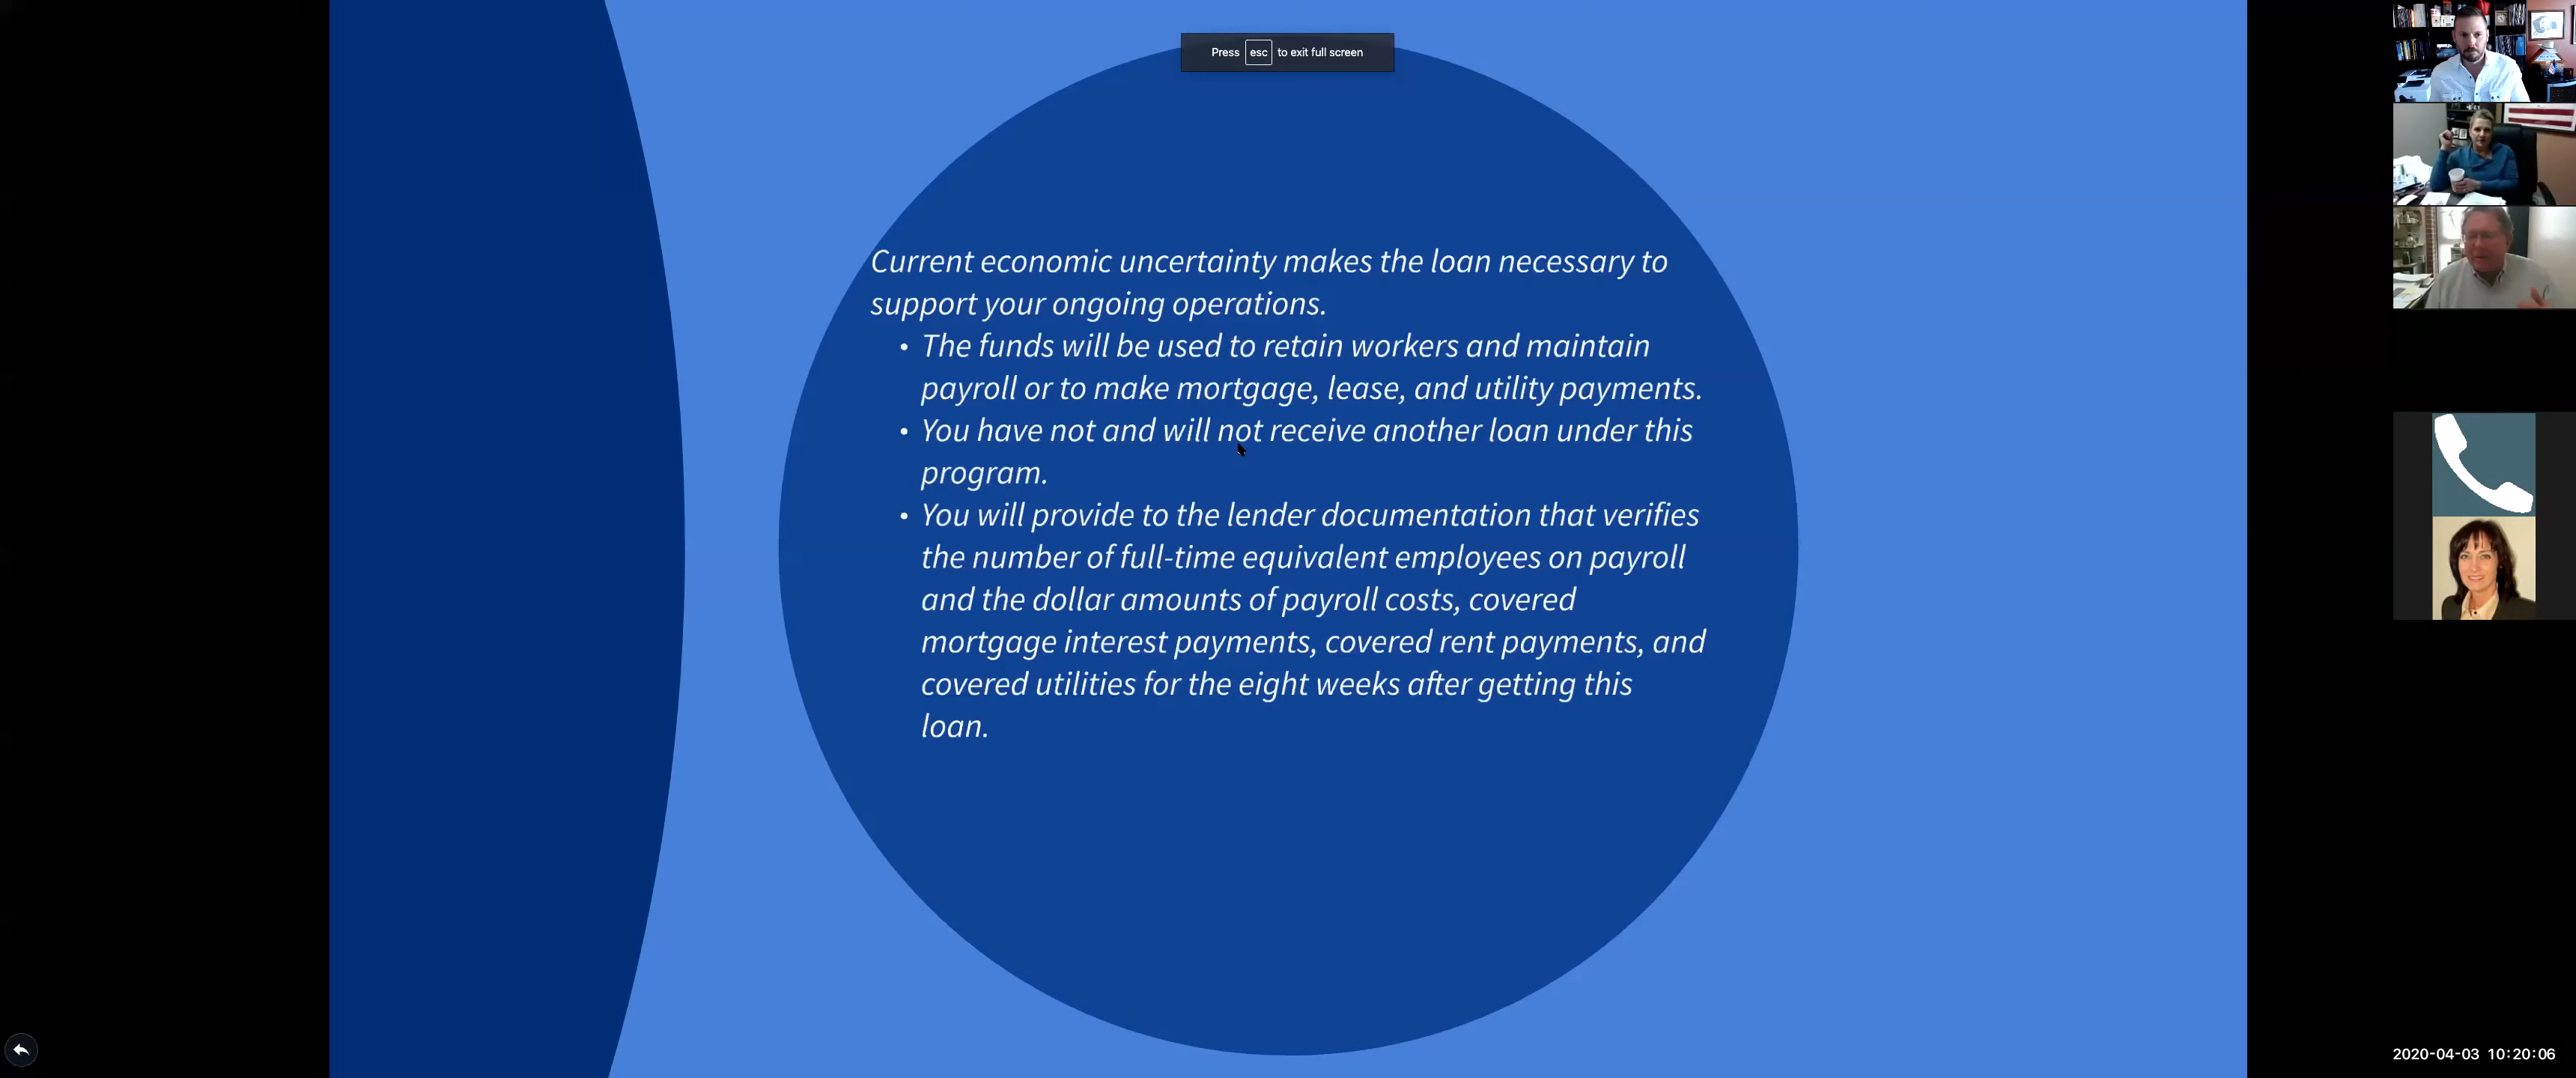 Press esc to exit full screen
Current economic uncertainty makes the loan necessary to
support your ongoing operations.
• The funds will be used to retain workers and maintain
payroll or to make mortgage, lease, and utility payments.
• You have not and will not receive another loan under this
program.
• You will provide to the lender documentation that verifies
the number of full-time equivalent employees on payroll
and the dollar amounts of payroll costs, covered
mortgage interest payments, covered rent payments, and
covered utilities for the eight weeks after getting this
loan.
2020-04-03 10:20:06